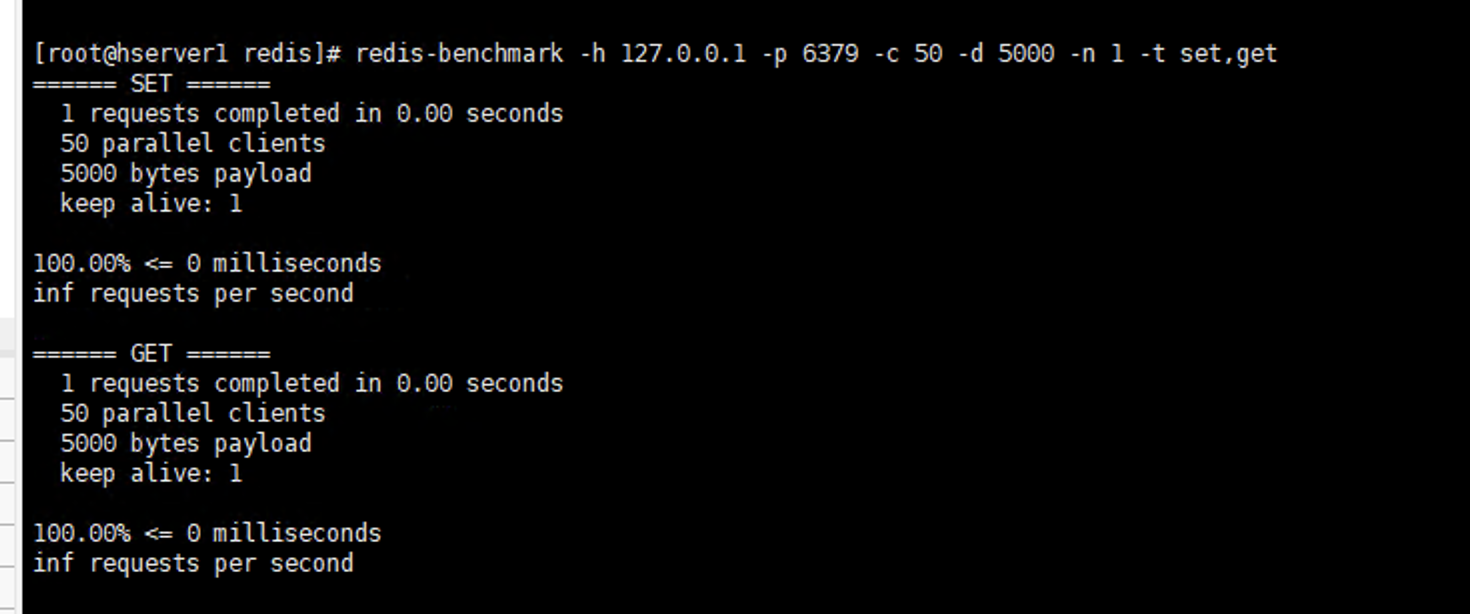 [root@hserver1 redis]# redis-benchmark -h 127.0.0.1 -p 6379 -c 50 -d 5000 -n 1 -t set,get
====== SET ======
  1 requests completed in 0.00 seconds
  50 parallel clients
  5000 bytes payload
  keep alive: 1

100.00% <= 0 milliseconds
inf requests per second

====== GET ======
  1 requests completed in 0.00 seconds
  50 parallel clients
  5000 bytes payload
  keep alive: 1

100.00% <= 0 milliseconds
inf requests per second